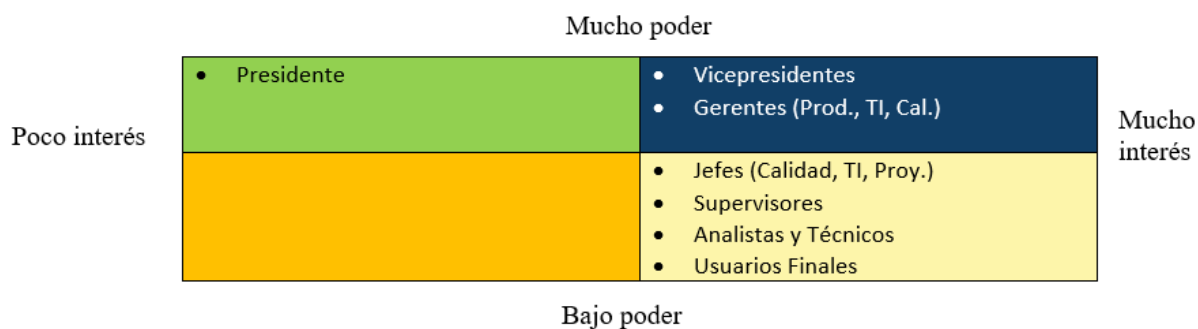 Mucho poder
Presidente
Vicepresidentes
Gerentes (Prod., TI, Cal.)
Poco interés
Mucho
interés
Jefes (Calidad, TI, Proy.)
Supervisores
Analistas y Técnicos
Usuarios Finales
Bajo poder